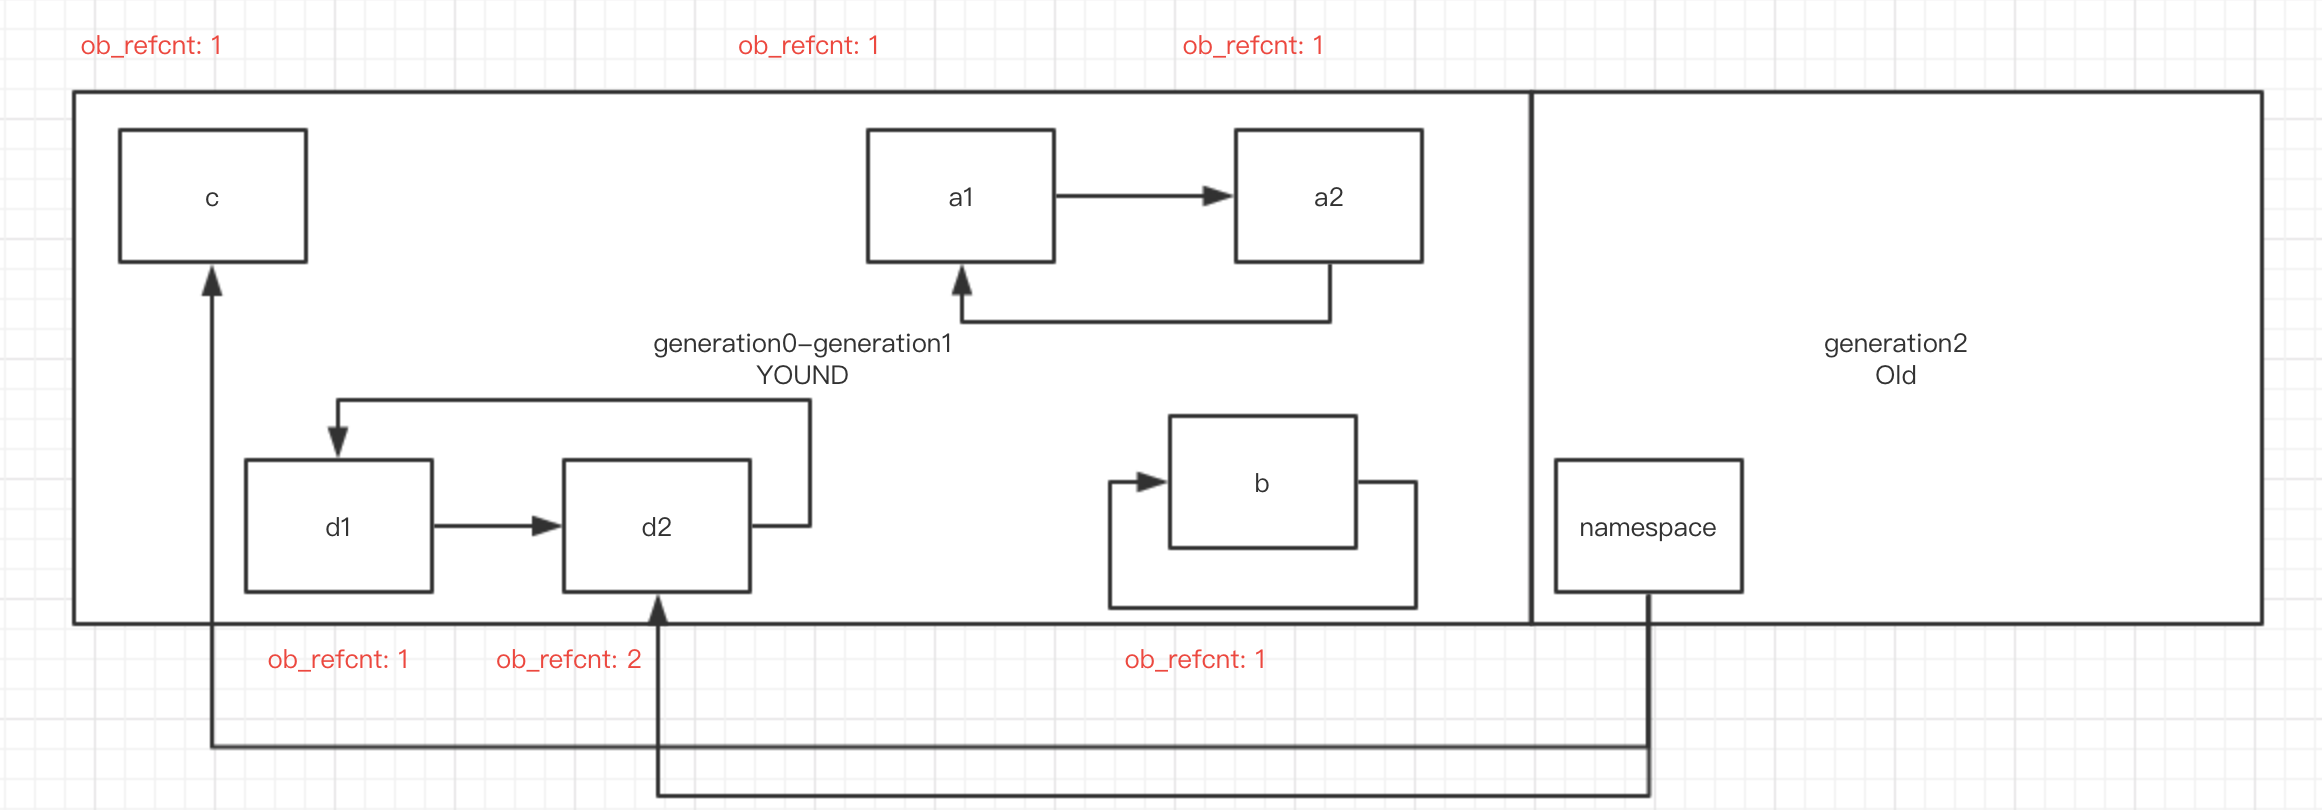 ob_refcnt: 1
ob_refcnt: 1
ob_refcnt: 1
c
a1
a2
generation0-generation1
YOUND
generation2
Old
b
d1
d2
namespace
ob_refcnt: 1
ob_refcnt: 2
ob_refcnt: 1